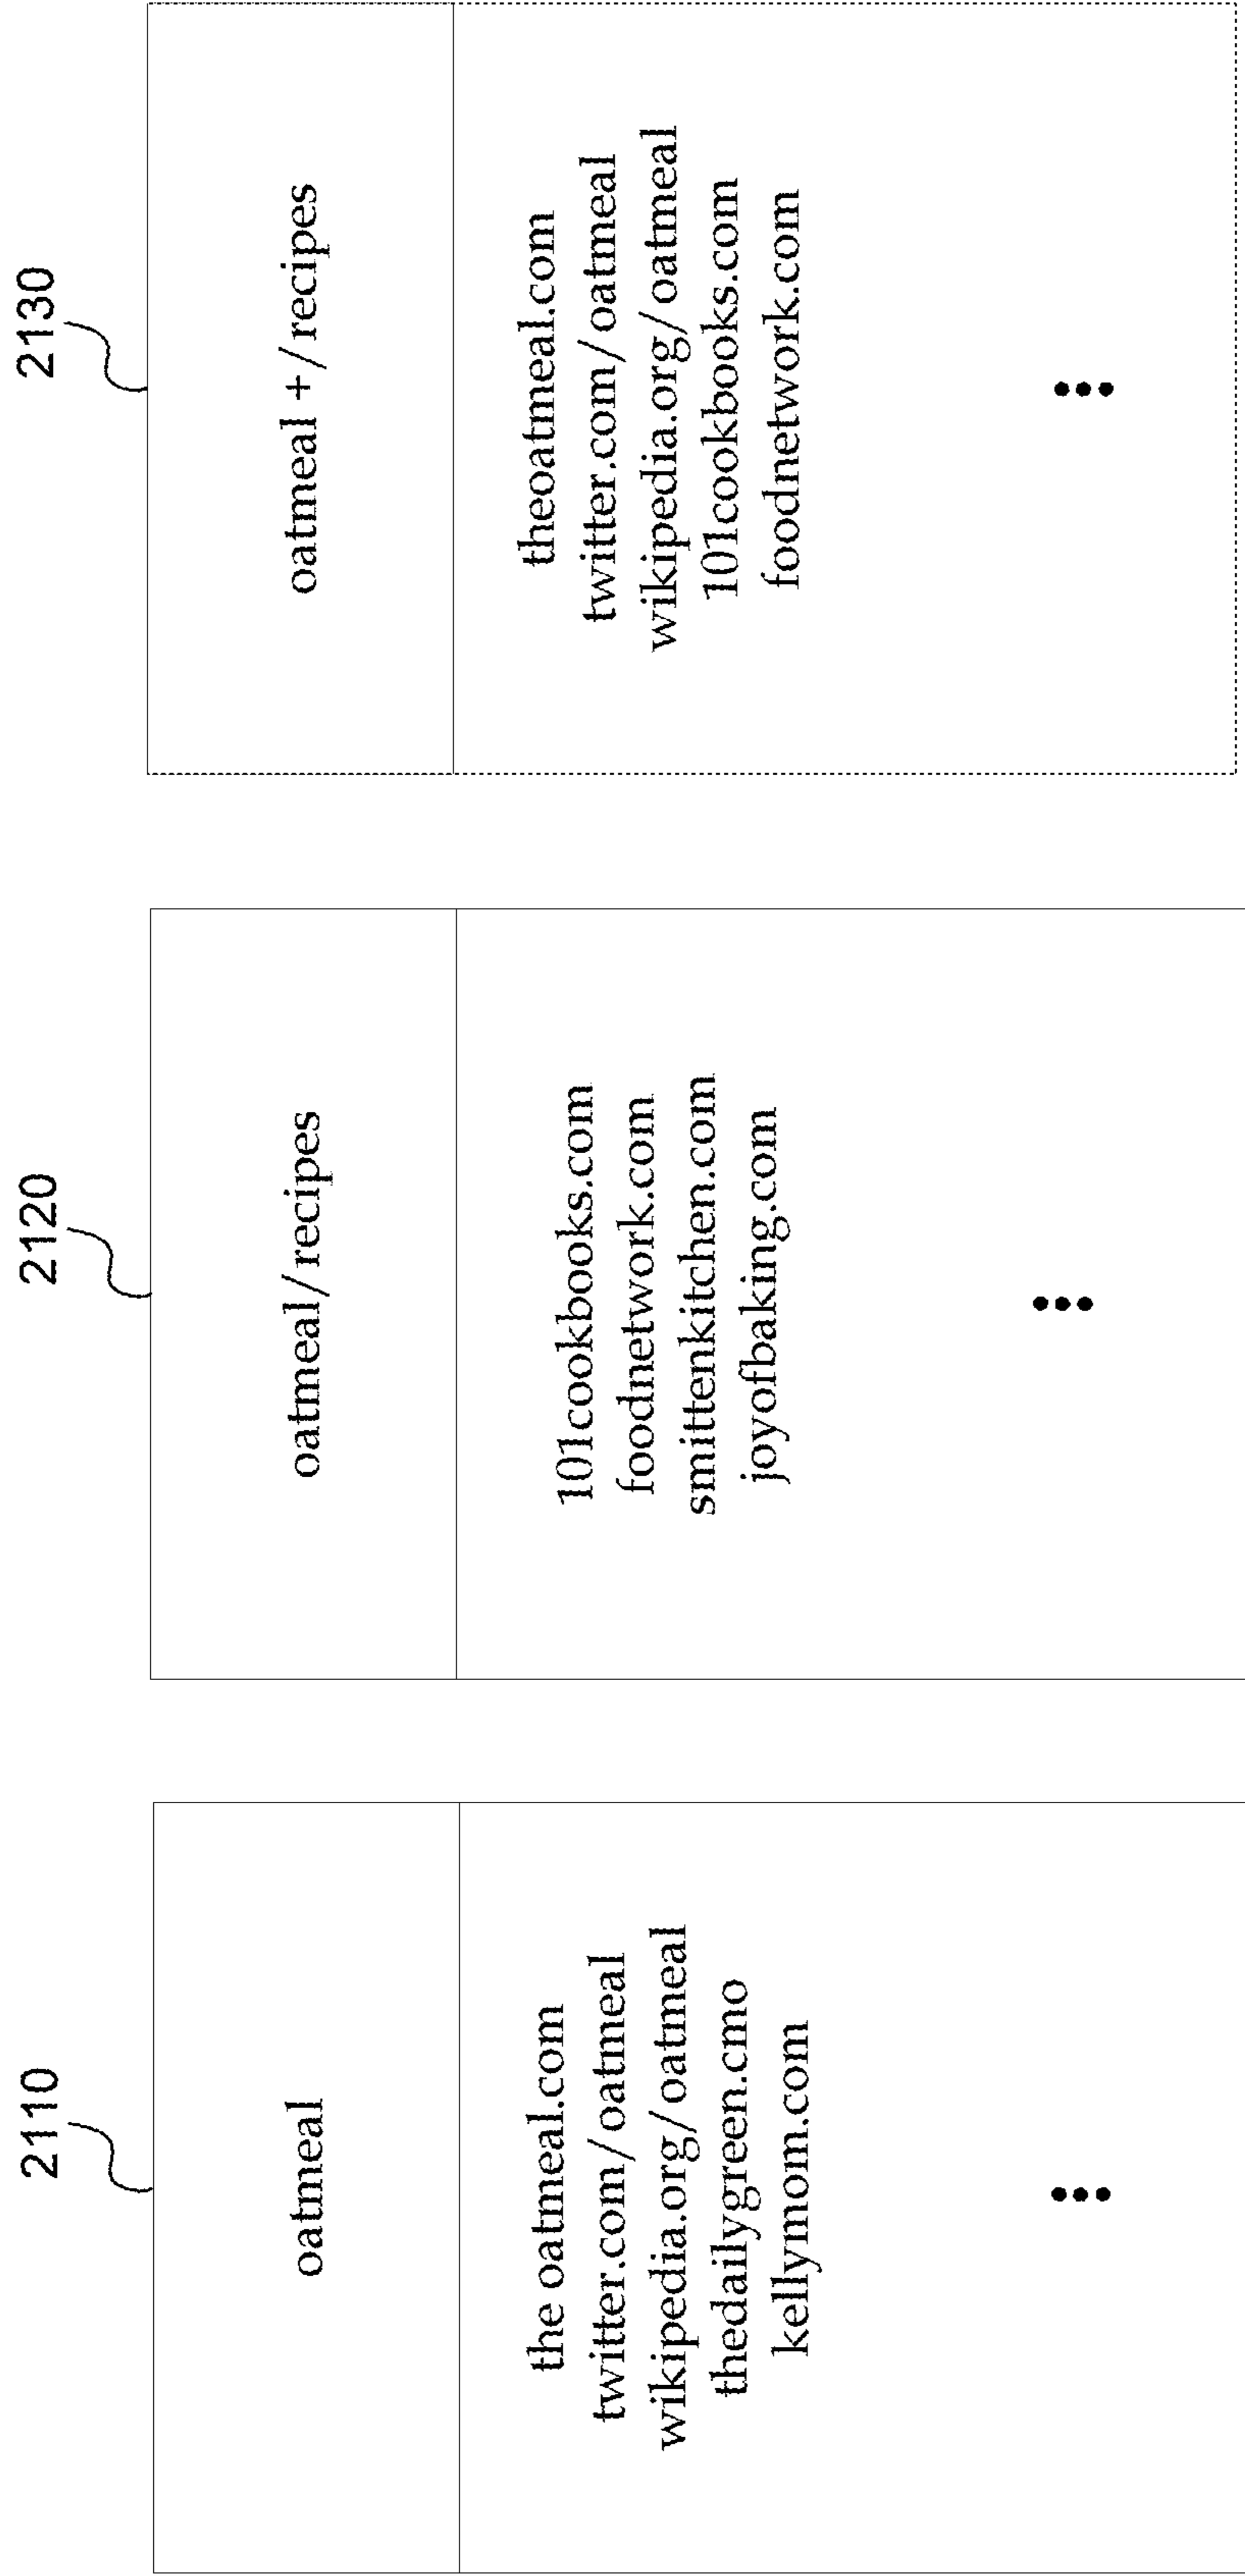 2110
oatmeal
the oatmeal.com
twitter.com/oatmeal
wikipedia.org/oatmeal
thedailygreen.cmo
kellymom.com
•••
2120
oatmeal/recipes
101cookbooks.com
foodnetwork.com
smittenkitchen.com
joyofbaking.com
•••
2130
oatmeal +/recipes
theoatmeal.com
twitter.com/oatmeal
wikipedia.org/oatmeal
101cookbooks.com
foodnetwork.com
•••